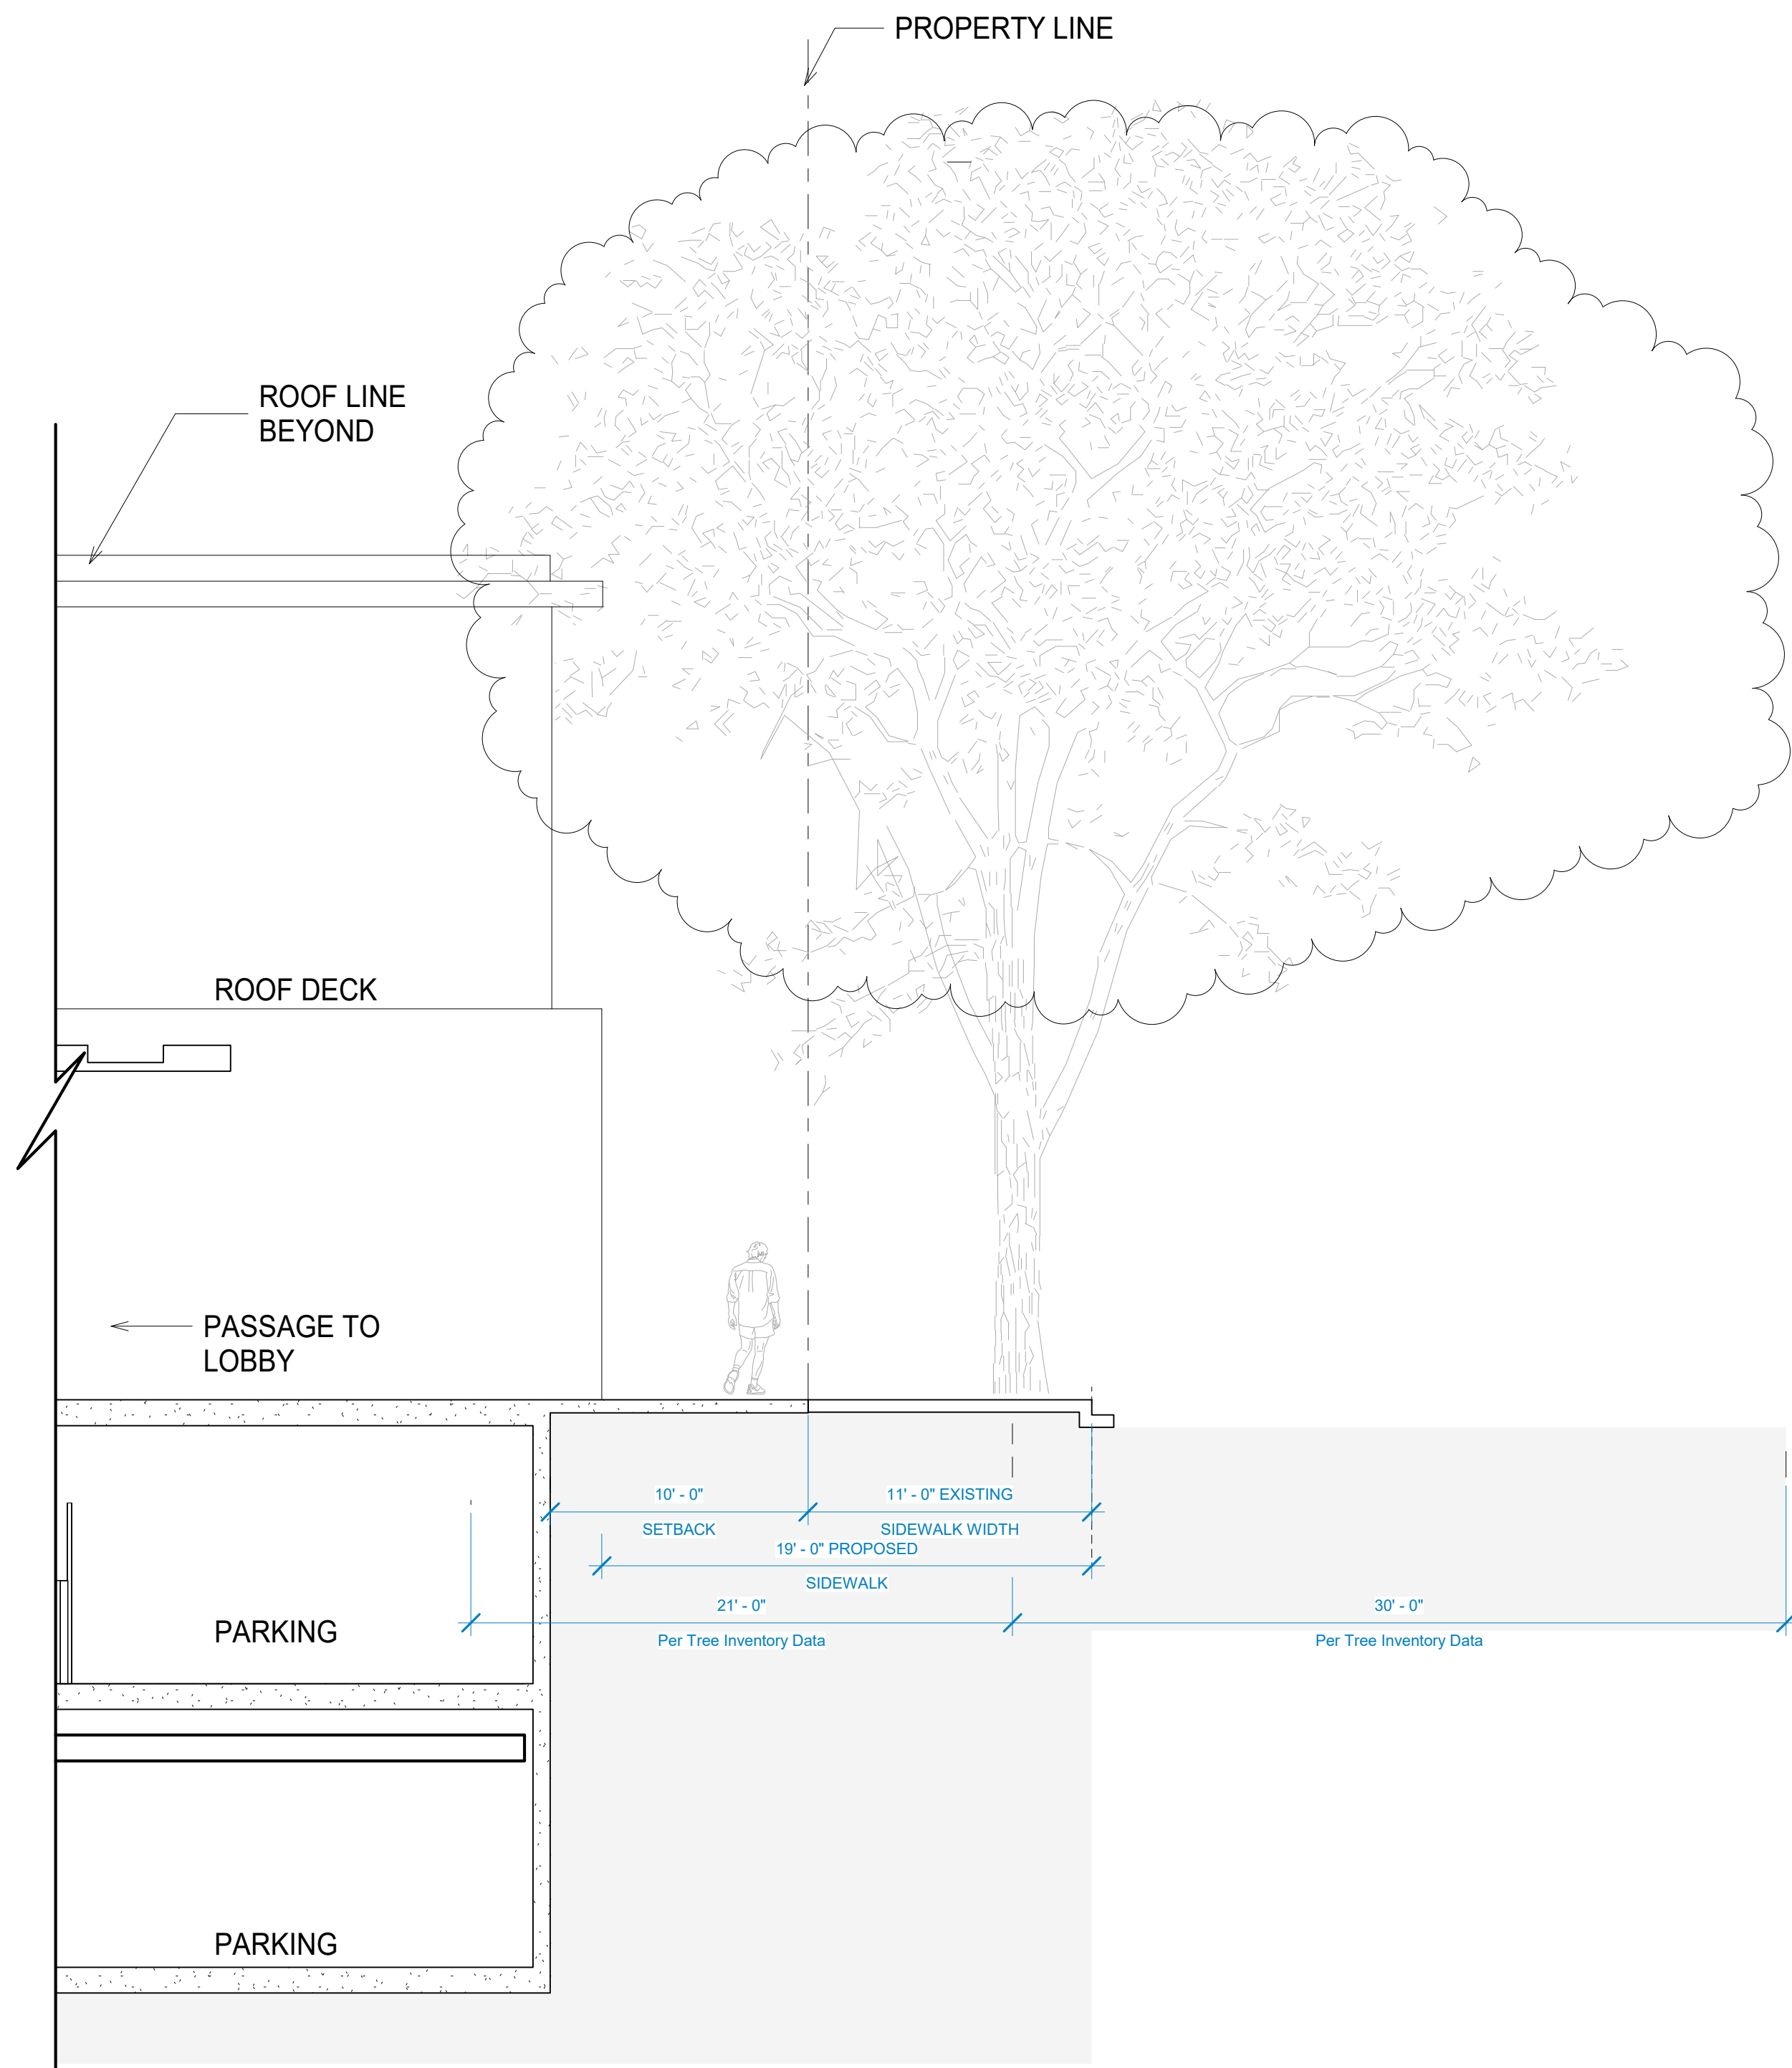 PROPERTY LINE
ROOF LINE
BEYOND
ROOF DECK
PASSAGE TO
LOBBY
10' - 0"
SETBACK
11' - 0" EXISTING
SIDEWALK WIDTH
19' - 0" PROPOSED
SIDEWALK
21' - 0"
Per Tree Inventory Data
30' - 0"
Per Tree Inventory Data
PARKING
PARKING